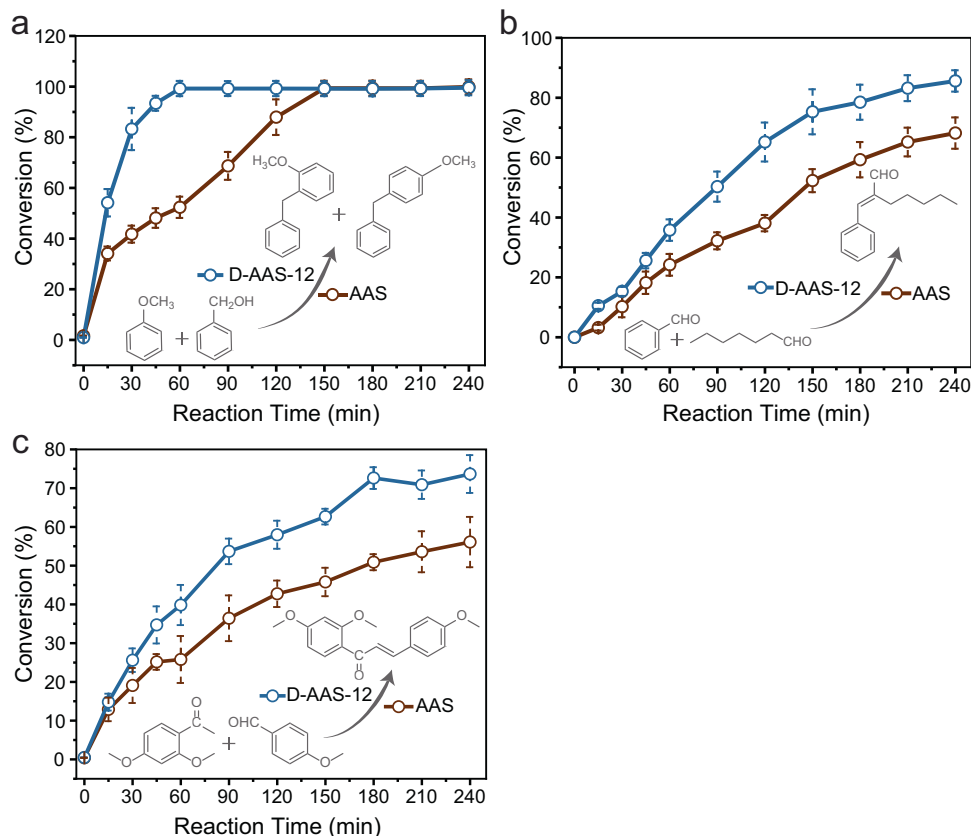 a
120
100
80
60
40
20
0
Conversion (%)
H₃CO
OCH₃
+
D-AAS-12
AAS
OCH₃
CH₂OH
+
0 30 60 90 120 150 180 210 240
Reaction Time (min)
b
100
80
60
40
20
0
Conversion (%)
CHO
D-AAS-12
AAS
CHO
+
CHO
0 30 60 90 120 150 180 210 240
Reaction Time (min)
c
80
70
60
50
40
30
20
10
0
Conversion (%)
O
O
O
O
D-AAS-12
AAS
O
OHC
+
O
O
O
0 30 60 90 120 150 180 210 240
Reaction Time (min)